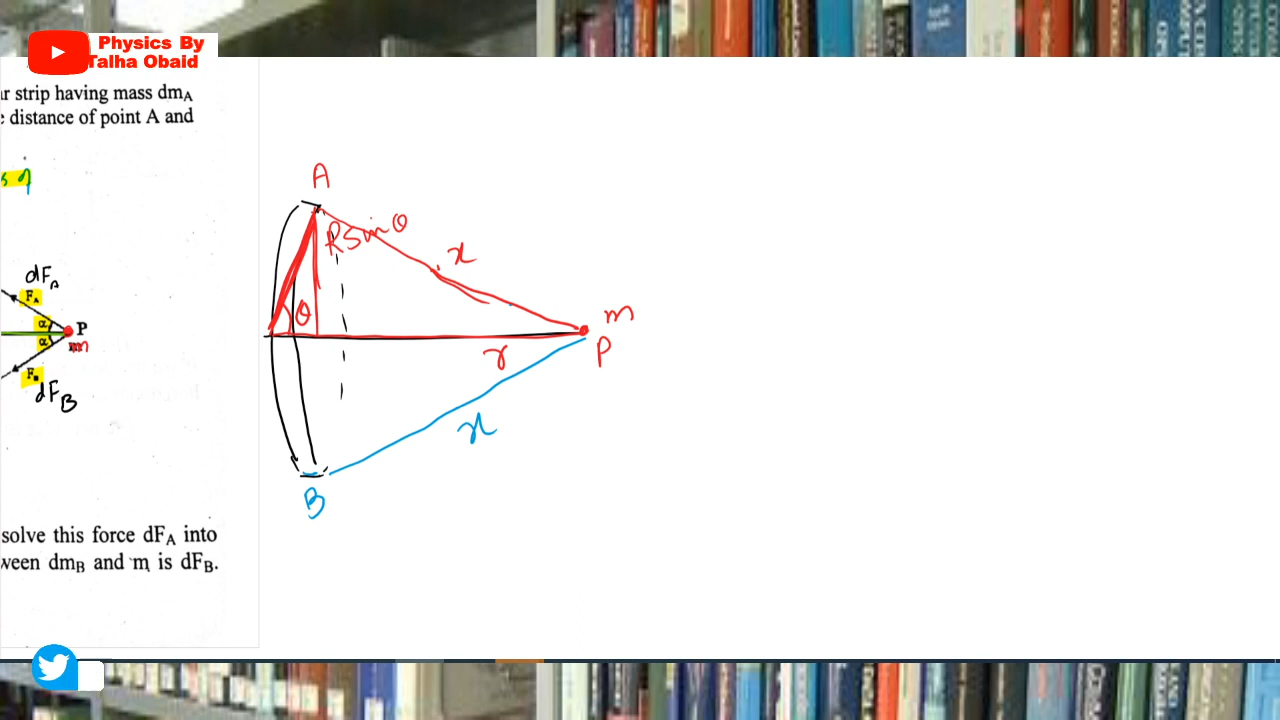 Physics By
Talha Obaid
r strip having mass dmA
distance of point A and
A
R Sinθ
x
dFA
FA
α
P
α
m
FB
dFB
θ
m
r
P
x
B
solve this force dFA into
ween dmB and m is dFB.